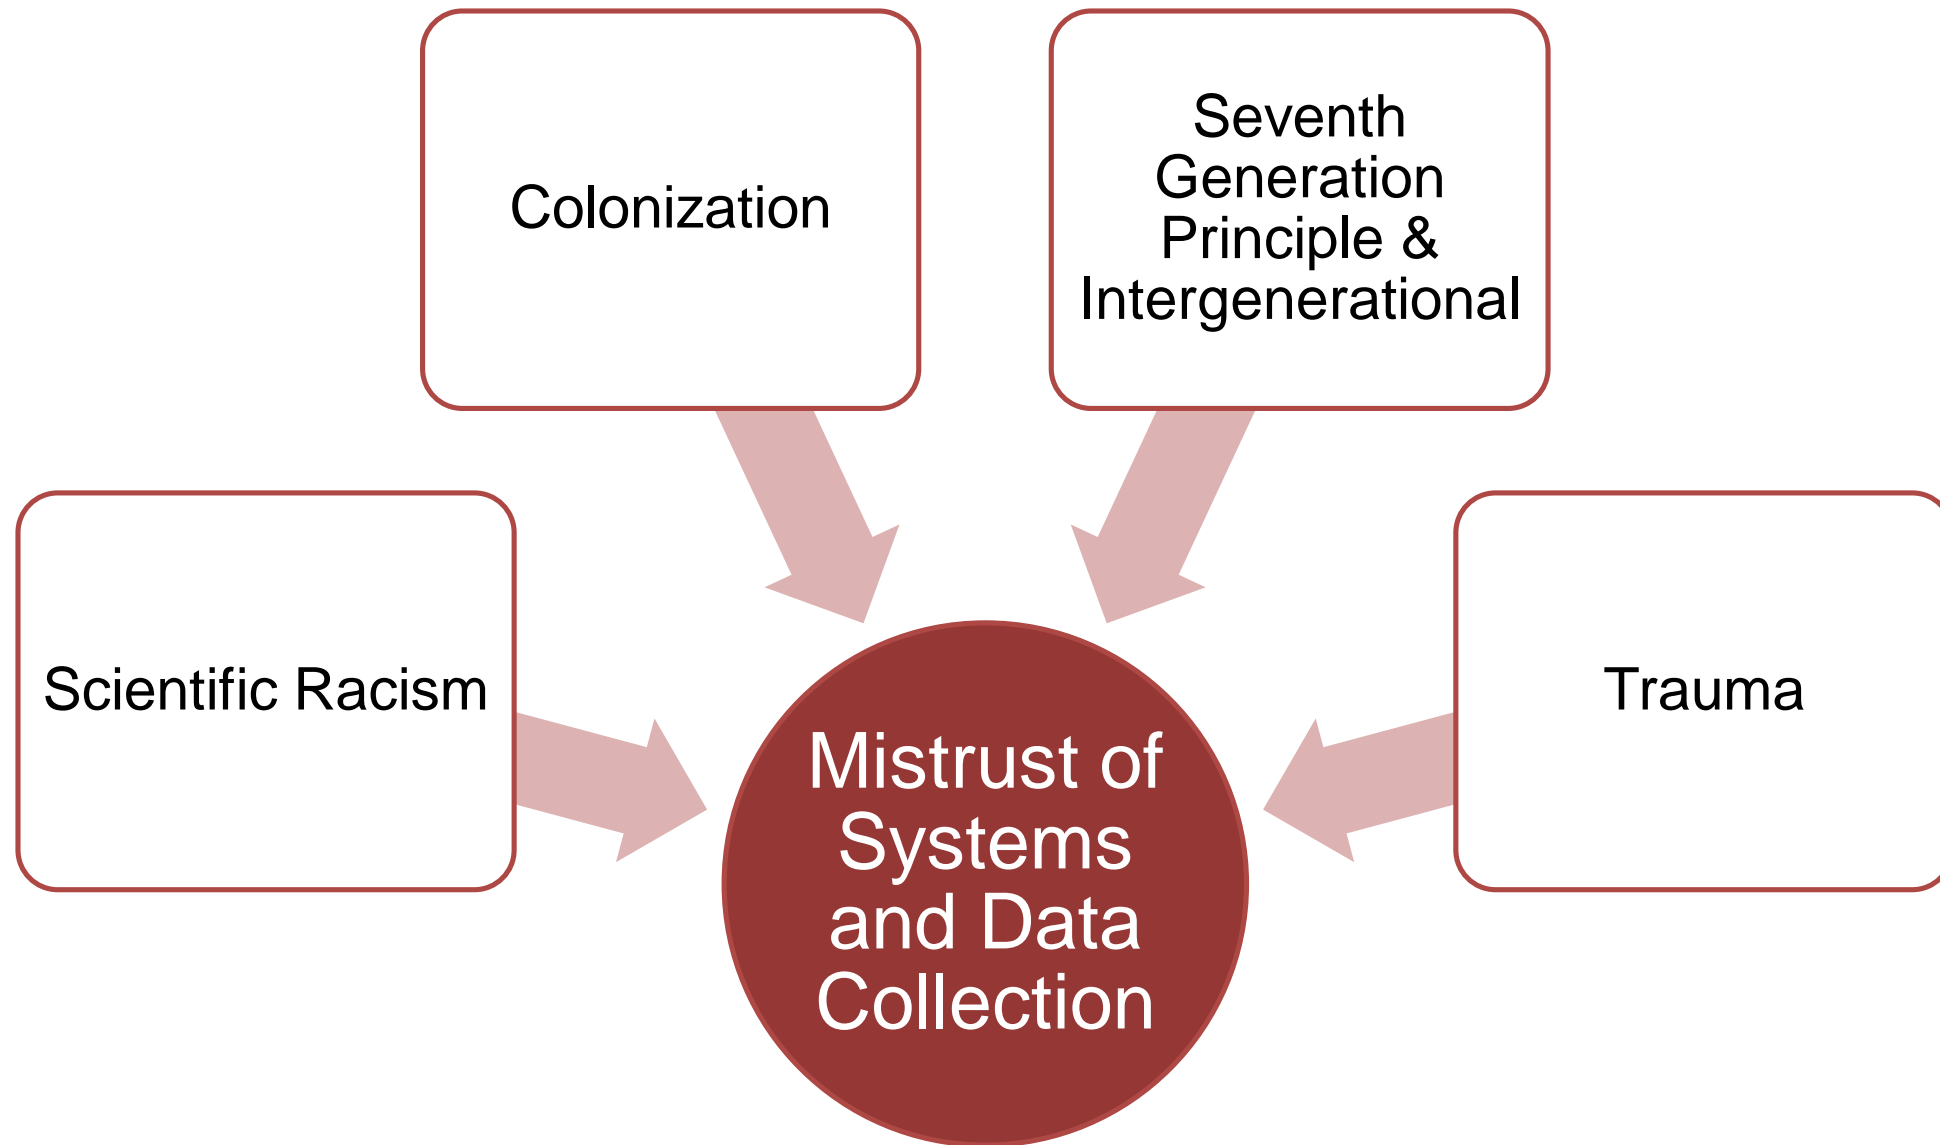 Colonization
Seventh
Generation
Principle &
Intergenerational
Scientific Racism
Trauma
Mistrust of
Systems
and Data
Collection